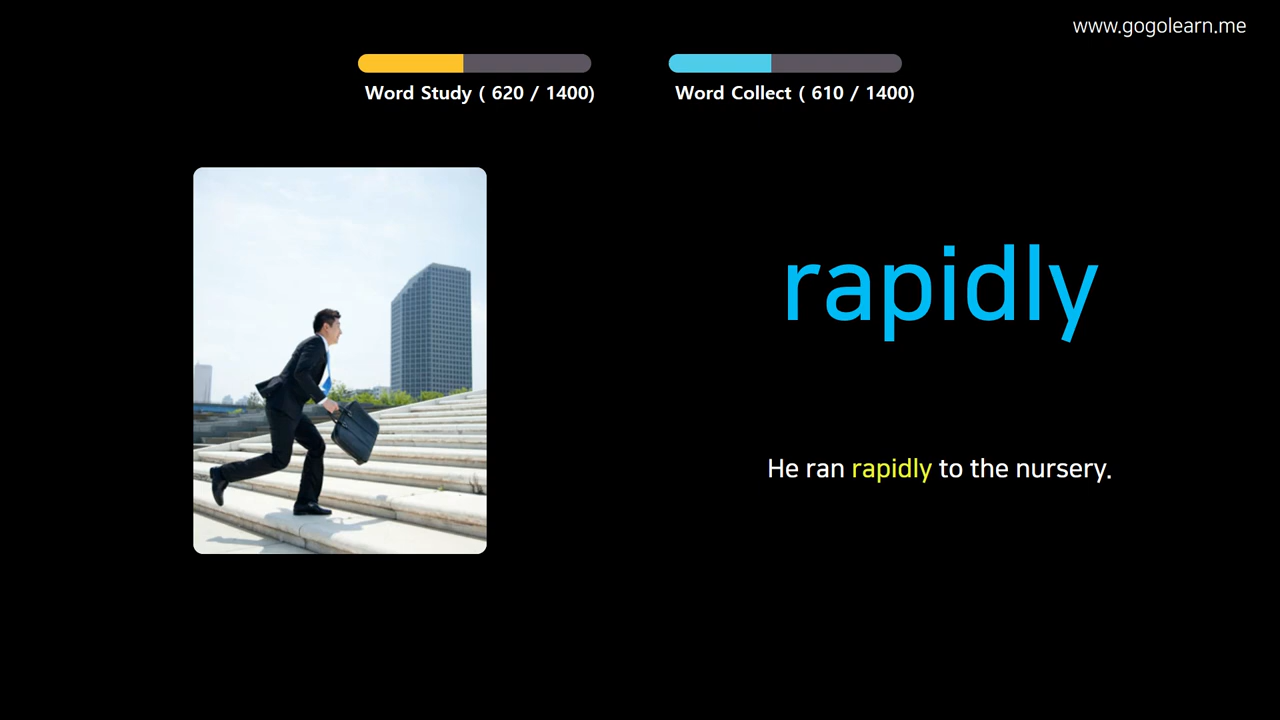 www.gogolearn.me
Word Study ( 620 / 1400)
Word Collect ( 610 / 1400)
rapidly
He ran rapidly to the nursery.